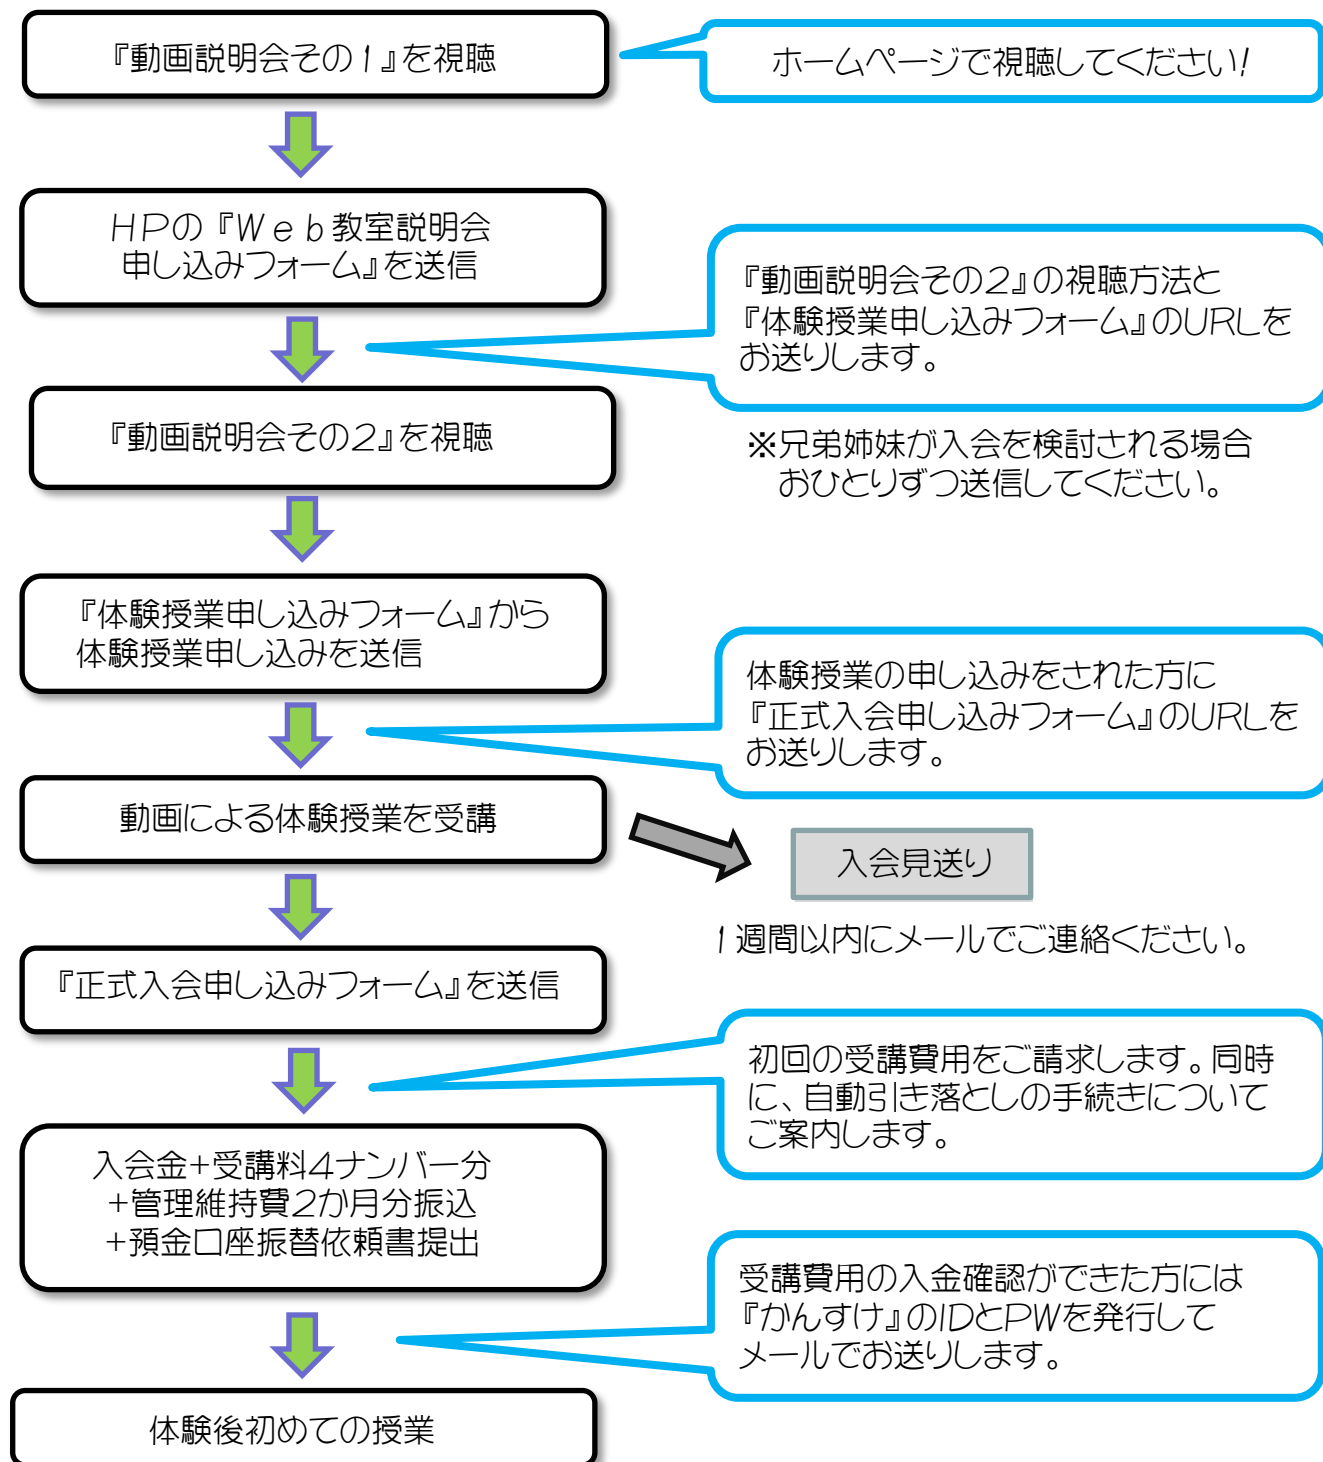 『動画説明会その1』を視聴
ホームページで視聴してください!
HPの『Web教室説明会
申し込みフォーム』を送信
『動画説明会その2』の視聴方法と
『体験授業申し込みフォーム』のURLを
お送りします。
『動画説明会その2』を視聴
※兄弟姉妹が入会を検討される場合
おひとりずつ送信してください。
『体験授業申し込みフォーム』から
体験授業申し込みを送信
体験授業の申し込みをされた方に
『正式入会申し込みフォーム』のURLを
お送りします。
動画による体験授業を受講
入会見送り
1週間以内にメールでご連絡ください。
『正式入会申し込みフォーム』を送信
初回の受講費用をご請求します。同時
に、自動引き落としの手続きについて
ご案内します。
入会金+受講料4ナンバー分
+管理維持費2か月分振込
+預金口座振替依頼書提出
受講費用の入金確認ができた方には
『かんすけ』のIDとPWを発行して
メールでお送りします。
体験後初めての授業